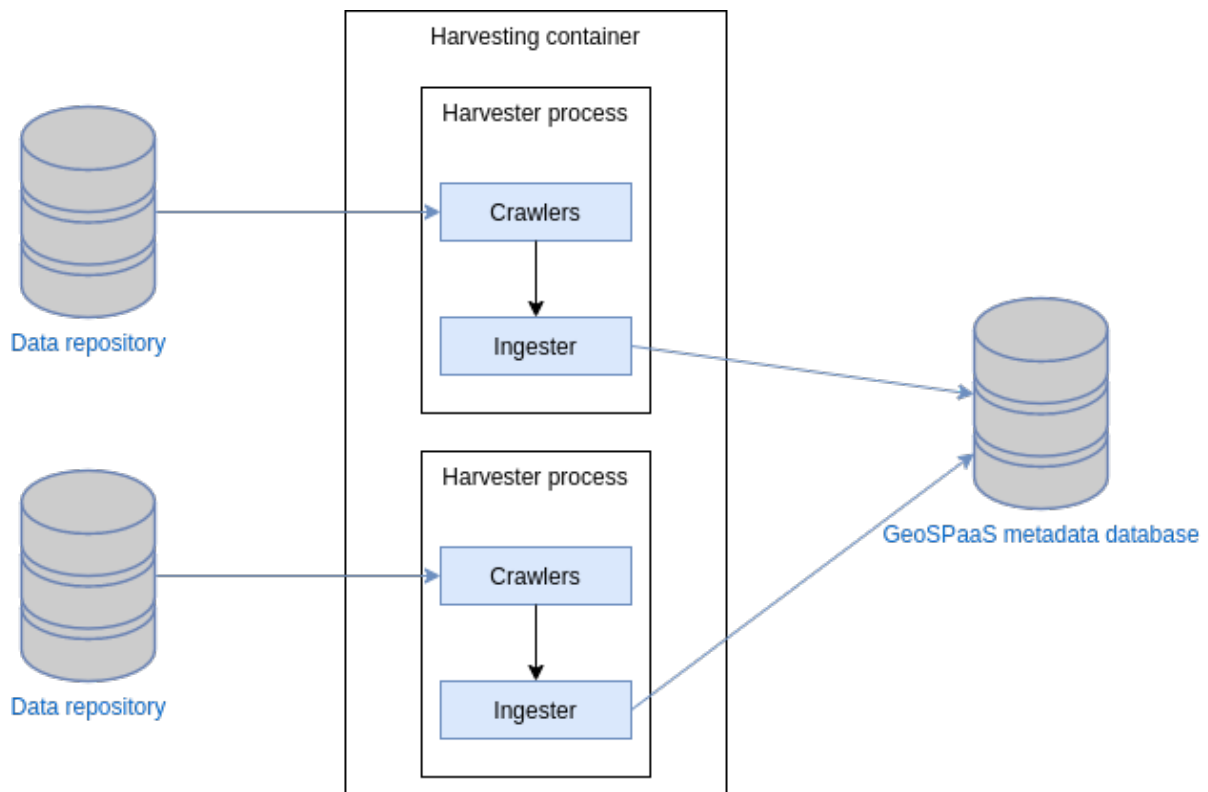 Harvesting container
Harvester process
Crawlers
Ingester
Data repository
Harvester process
Crawlers
Ingester
Data repository
GeoSPaaS metadata database